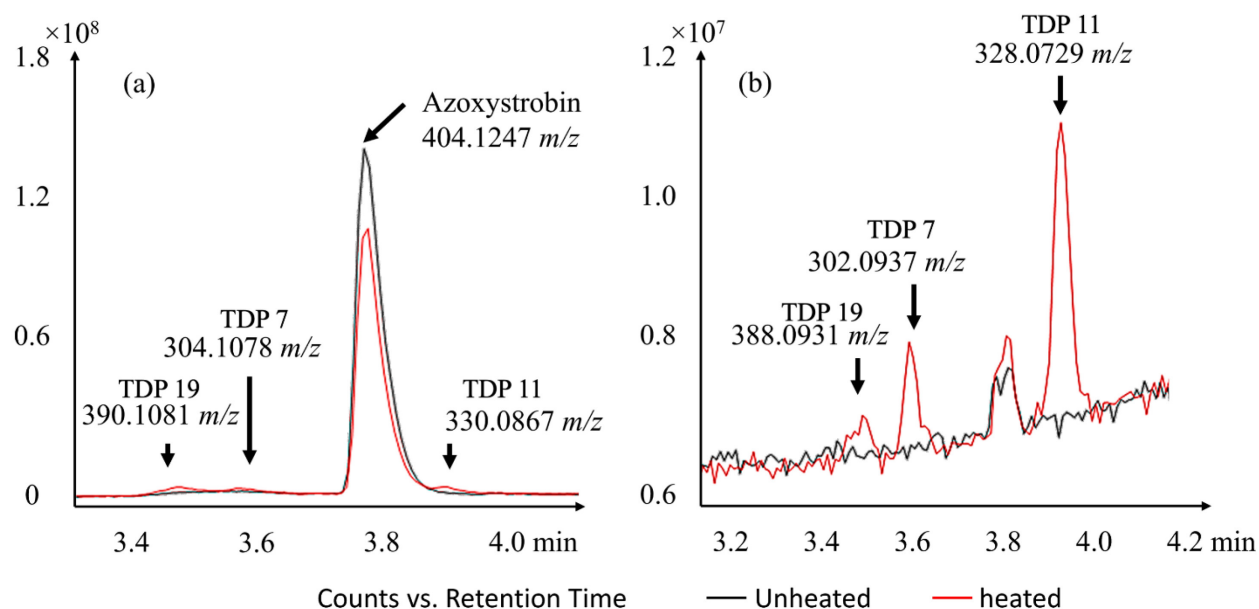 ×10⁸
1.8
1.2
0.6
0
(a)
Azoxystrobin
404.1247 m/z
TDP 7
304.1078 m/z
TDP 19
390.1081 m/z
TDP 11
330.0867 m/z
3.4 3.6 3.8 4.0 min
×10⁷
1.2
1.0
0.8
0.6
(b)
TDP 11
328.0729 m/z
TDP 7
302.0937 m/z
TDP 19
388.0931 m/z
3.2 3.4 3.6 3.8 4.0 4.2 min
Counts vs. Retention Time Unheated heated